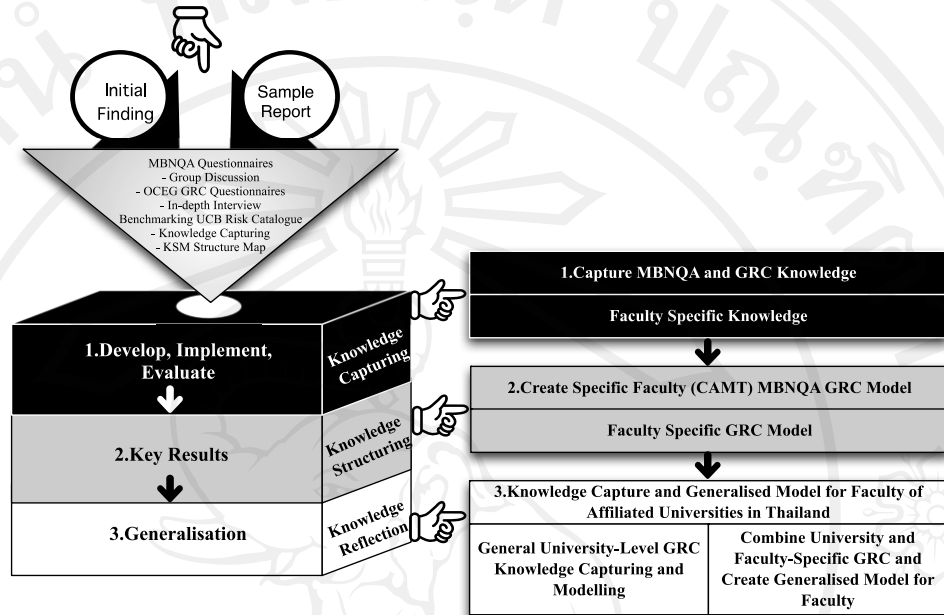 Initial
Finding
Sample
Report
MBNQA Questionnaires
- Group Discussion
- OCEG GRC Questionnaires
- In-depth Interview
Benchmarking UCB Risk Catalogue
- Knowledge Capturing
- KSM Structure Map
1.Develop, Implement,
Evaluate
Knowledge
Capturing
2.Key Results
Knowledge
Structuring
3.Generalisation
Knowledge
Reflection
1.Capture MBNQA and GRC Knowledge
Faculty Specific Knowledge
2.Create Specific Faculty (CAMT) MBNQA GRC Model
Faculty Specific GRC Model
3.Knowledge Capture and Generalised Model for Faculty of
Affiliated Universities in Thailand
General University-Level GRC
Knowledge Capturing and
Modelling
Combine University and
Faculty-Specific GRC and
Create Generalised Model for
Faculty